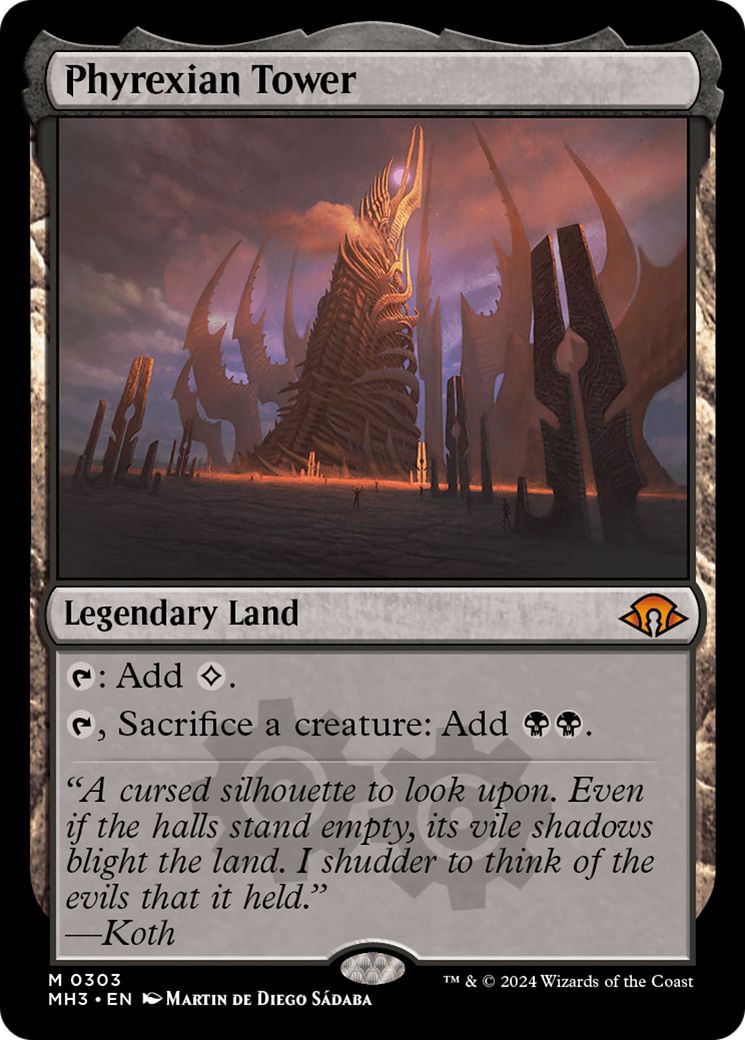 Phyrexian Tower
Legendary Land
: Add .
, Sacrifice a creature: Add .
“A cursed silhouette to look upon. Even
if the halls stand empty, its vile shadows
blight the land. I shudder to think of the
evils that it held.”
—Koth
M 0303
MH3 • EN Martin de Diego Sádaba
™ & © 2024 Wizards of the Coast